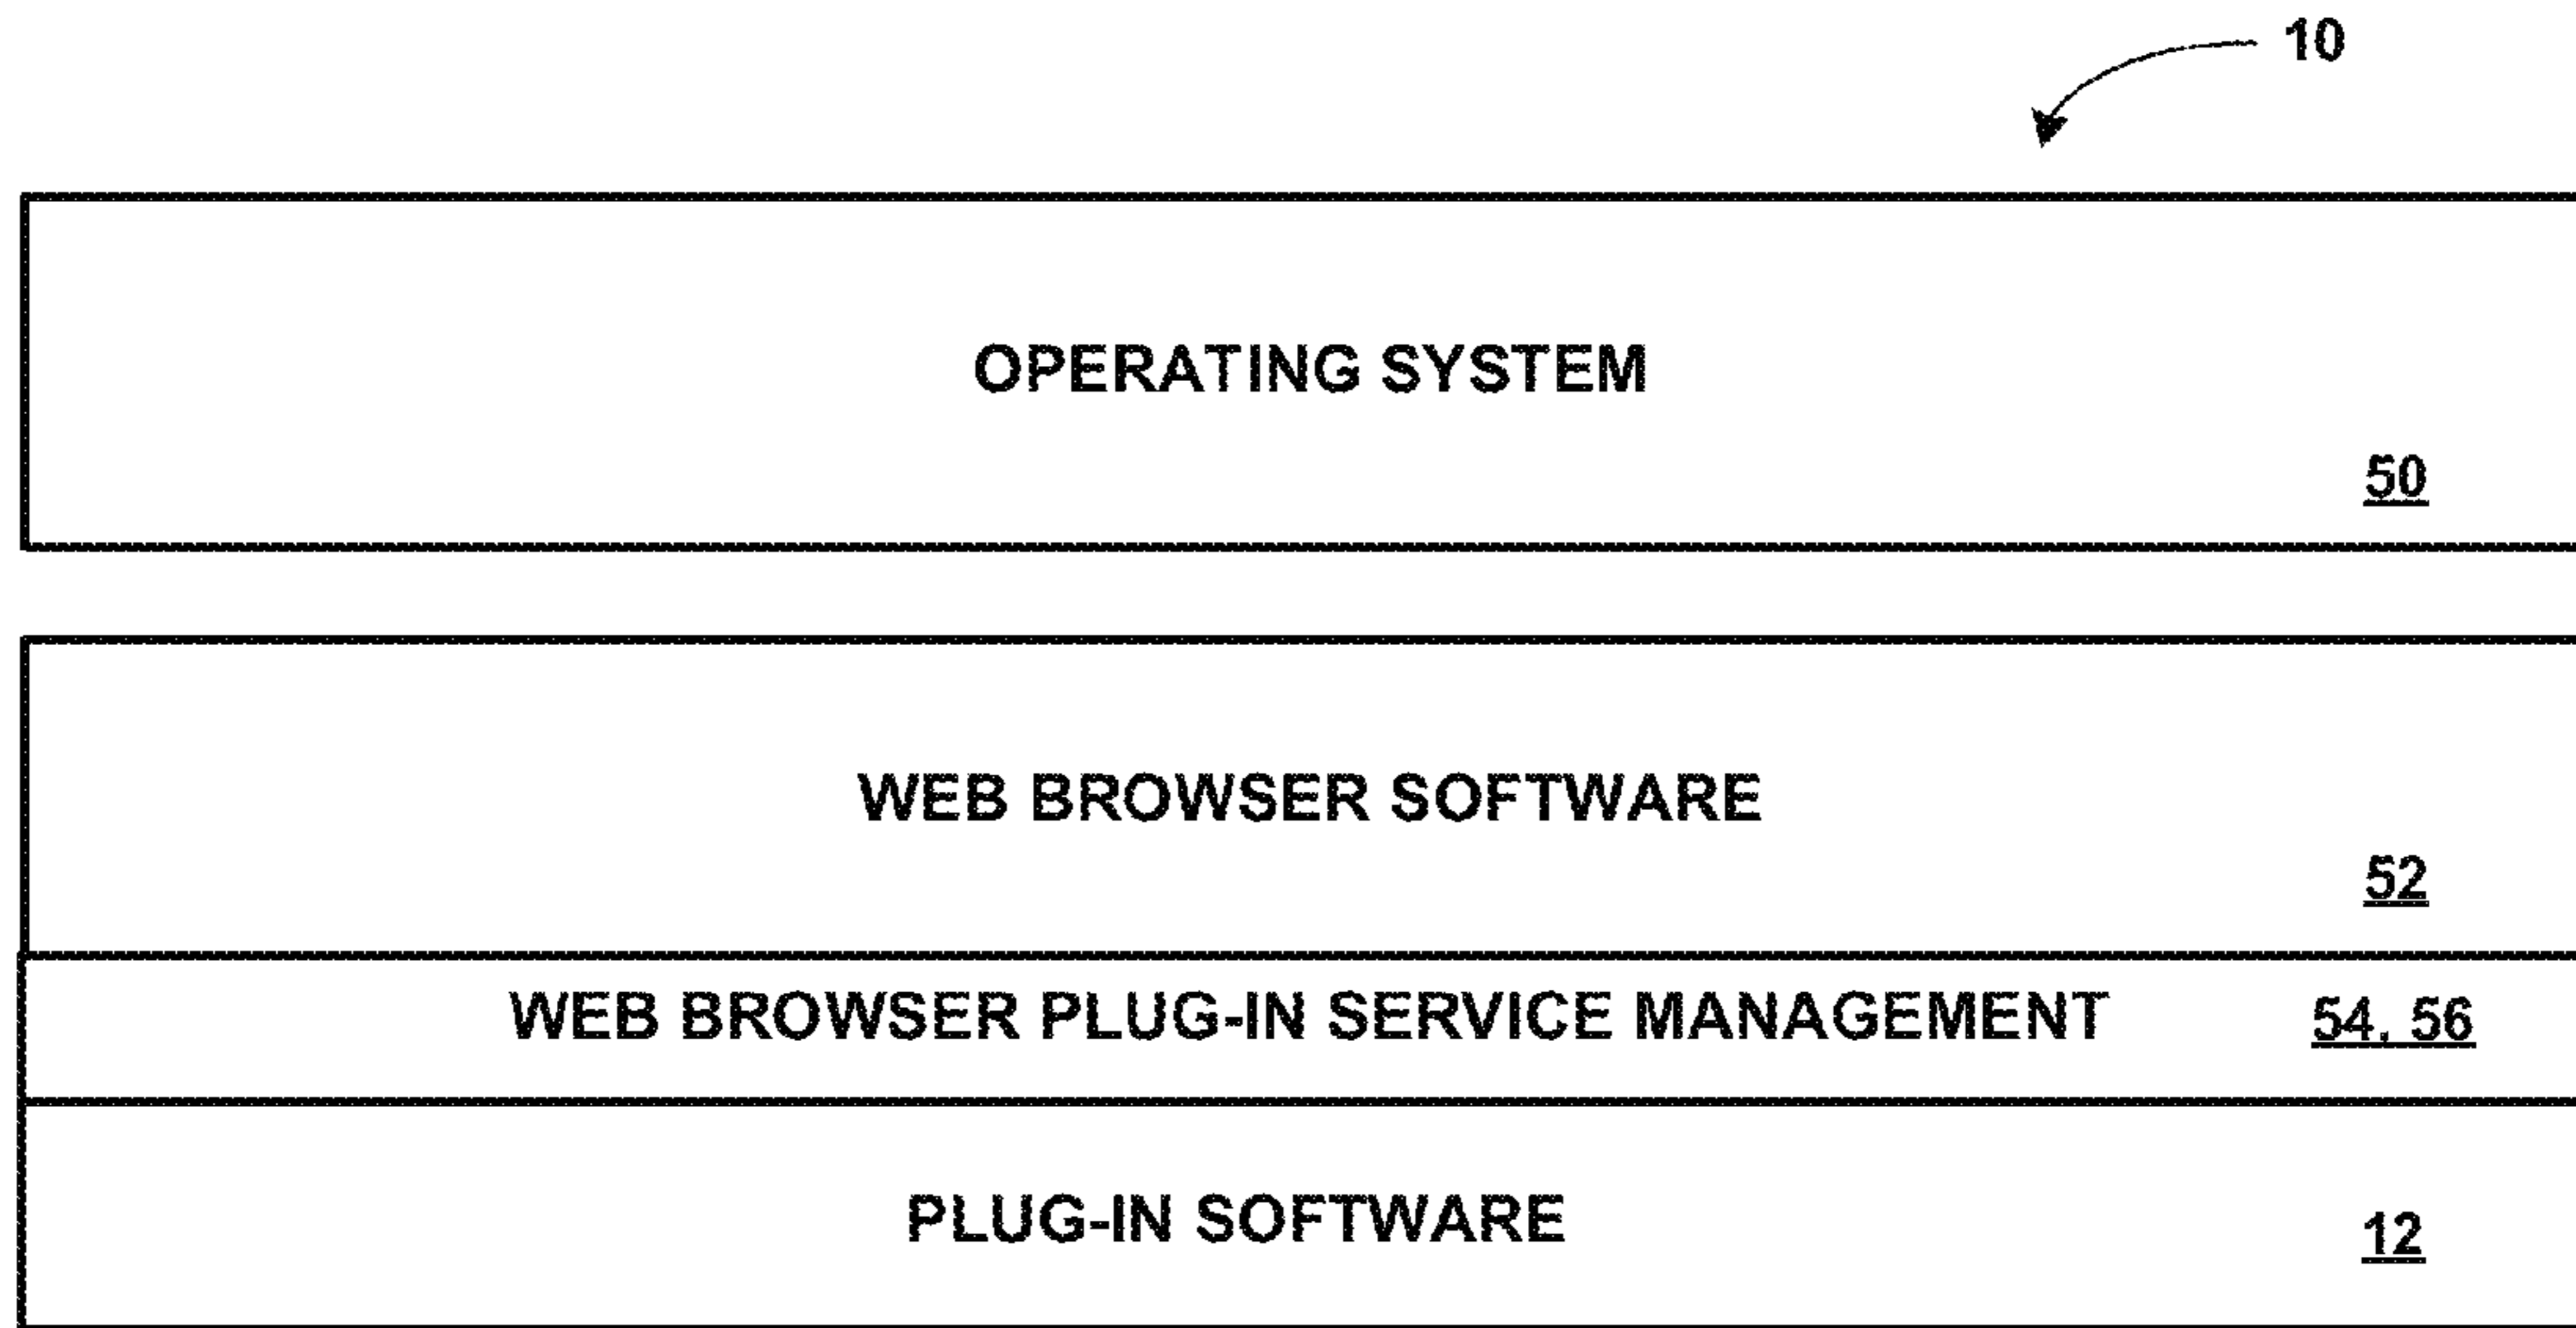 10
OPERATING SYSTEM
50
WEB BROWSER SOFTWARE
52
WEB BROWSER PLUG-IN SERVICE MANAGEMENT 54, 56
PLUG-IN SOFTWARE
12